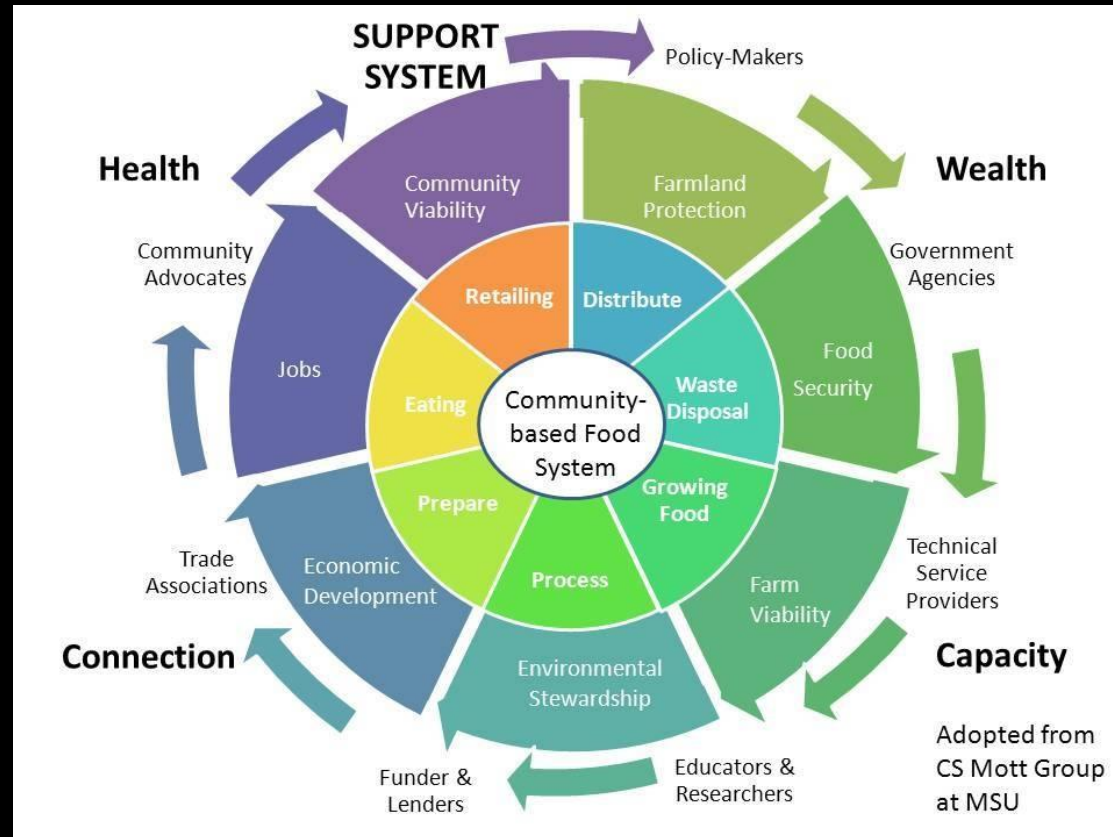 SUPPORT
SYSTEM
Policy-Makers
Health
Wealth
Community
Viability
Farmland
Protection
Community
Advocates
Government
Agencies
Retailing
Distribute
Jobs
Food
Security
Eating
Waste
Disposal
Community-
based Food
System
Prepare
Growing
Food
Process
Trade
Associations
Economic
Development
Farm
Viability
Technical
Service
Providers
Connection
Environmental
Stewardship
Capacity
Funder &
Lenders
Educators &
Researchers
Adopted from
CS Mott Group
at MSU